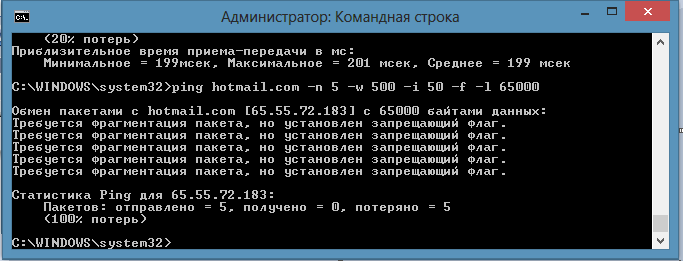 Администратор: Командная строка
(20% потерь)
Приблизительное время приема-передачи в мс:
Минимальное = 199мсек, Максимальное = 201 мсек, Среднее = 199 мсек
C:\WINDOWS\system32>ping hotmail.com -n 5 -w 500 -i 50 -f -l 65000
Обмен пакетами с hotmail.com [65.55.72.183] с 65000 байтами данных:
Требуется фрагментация пакета, но установлен запрещающий флаг.
Требуется фрагментация пакета, но установлен запрещающий флаг.
Требуется фрагментация пакета, но установлен запрещающий флаг.
Требуется фрагментация пакета, но установлен запрещающий флаг.
Требуется фрагментация пакета, но установлен запрещающий флаг.
Статистика Ping для 65.55.72.183:
Пакетов: отправлено = 5, получено = 0, потеряно = 5
(100% потерь)
C:\WINDOWS\system32>